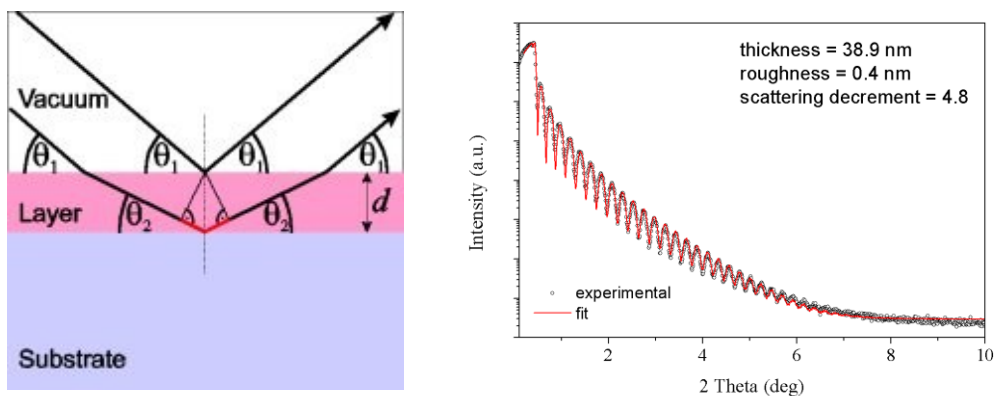 Vacuum
θ₁ θ₁ θ₁ θ₁
Layer θ₂ θ₂ d
Substrate
thickness = 38.9 nm
roughness = 0.4 nm
scattering decrement = 4.8
Intensity (a.u.)
experimental
fit
2 4 6 8 10
2 Theta (deg)